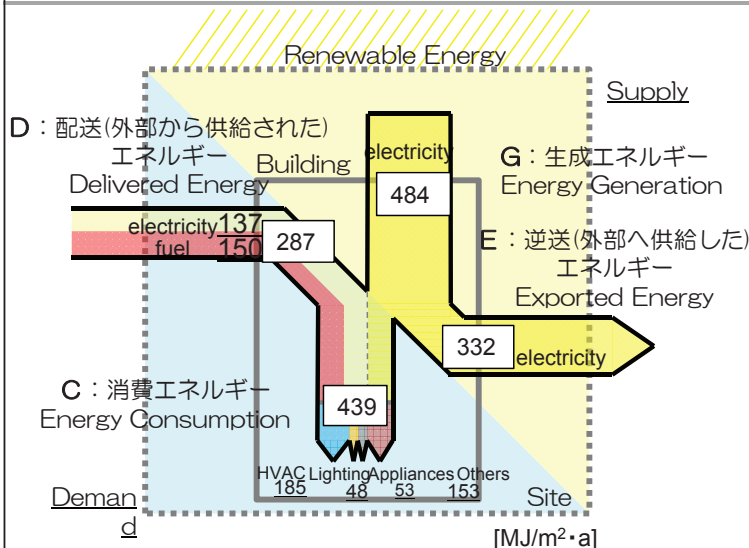 Renewable Energy
Supply
D：配送(外部から供給された)
エネルギー
Delivered Energy
Building
electricity
484
G：生成エネルギー
Energy Generation
electricity 137
fuel 150
287
E：逆送(外部へ供給した)
エネルギー
Exported Energy
332
electricity
C：消費エネルギー
Energy Consumption
439
HVAC Lighting Appliances Others
185 48 53 153
Deman
d
Site
[MJ/m²・a]